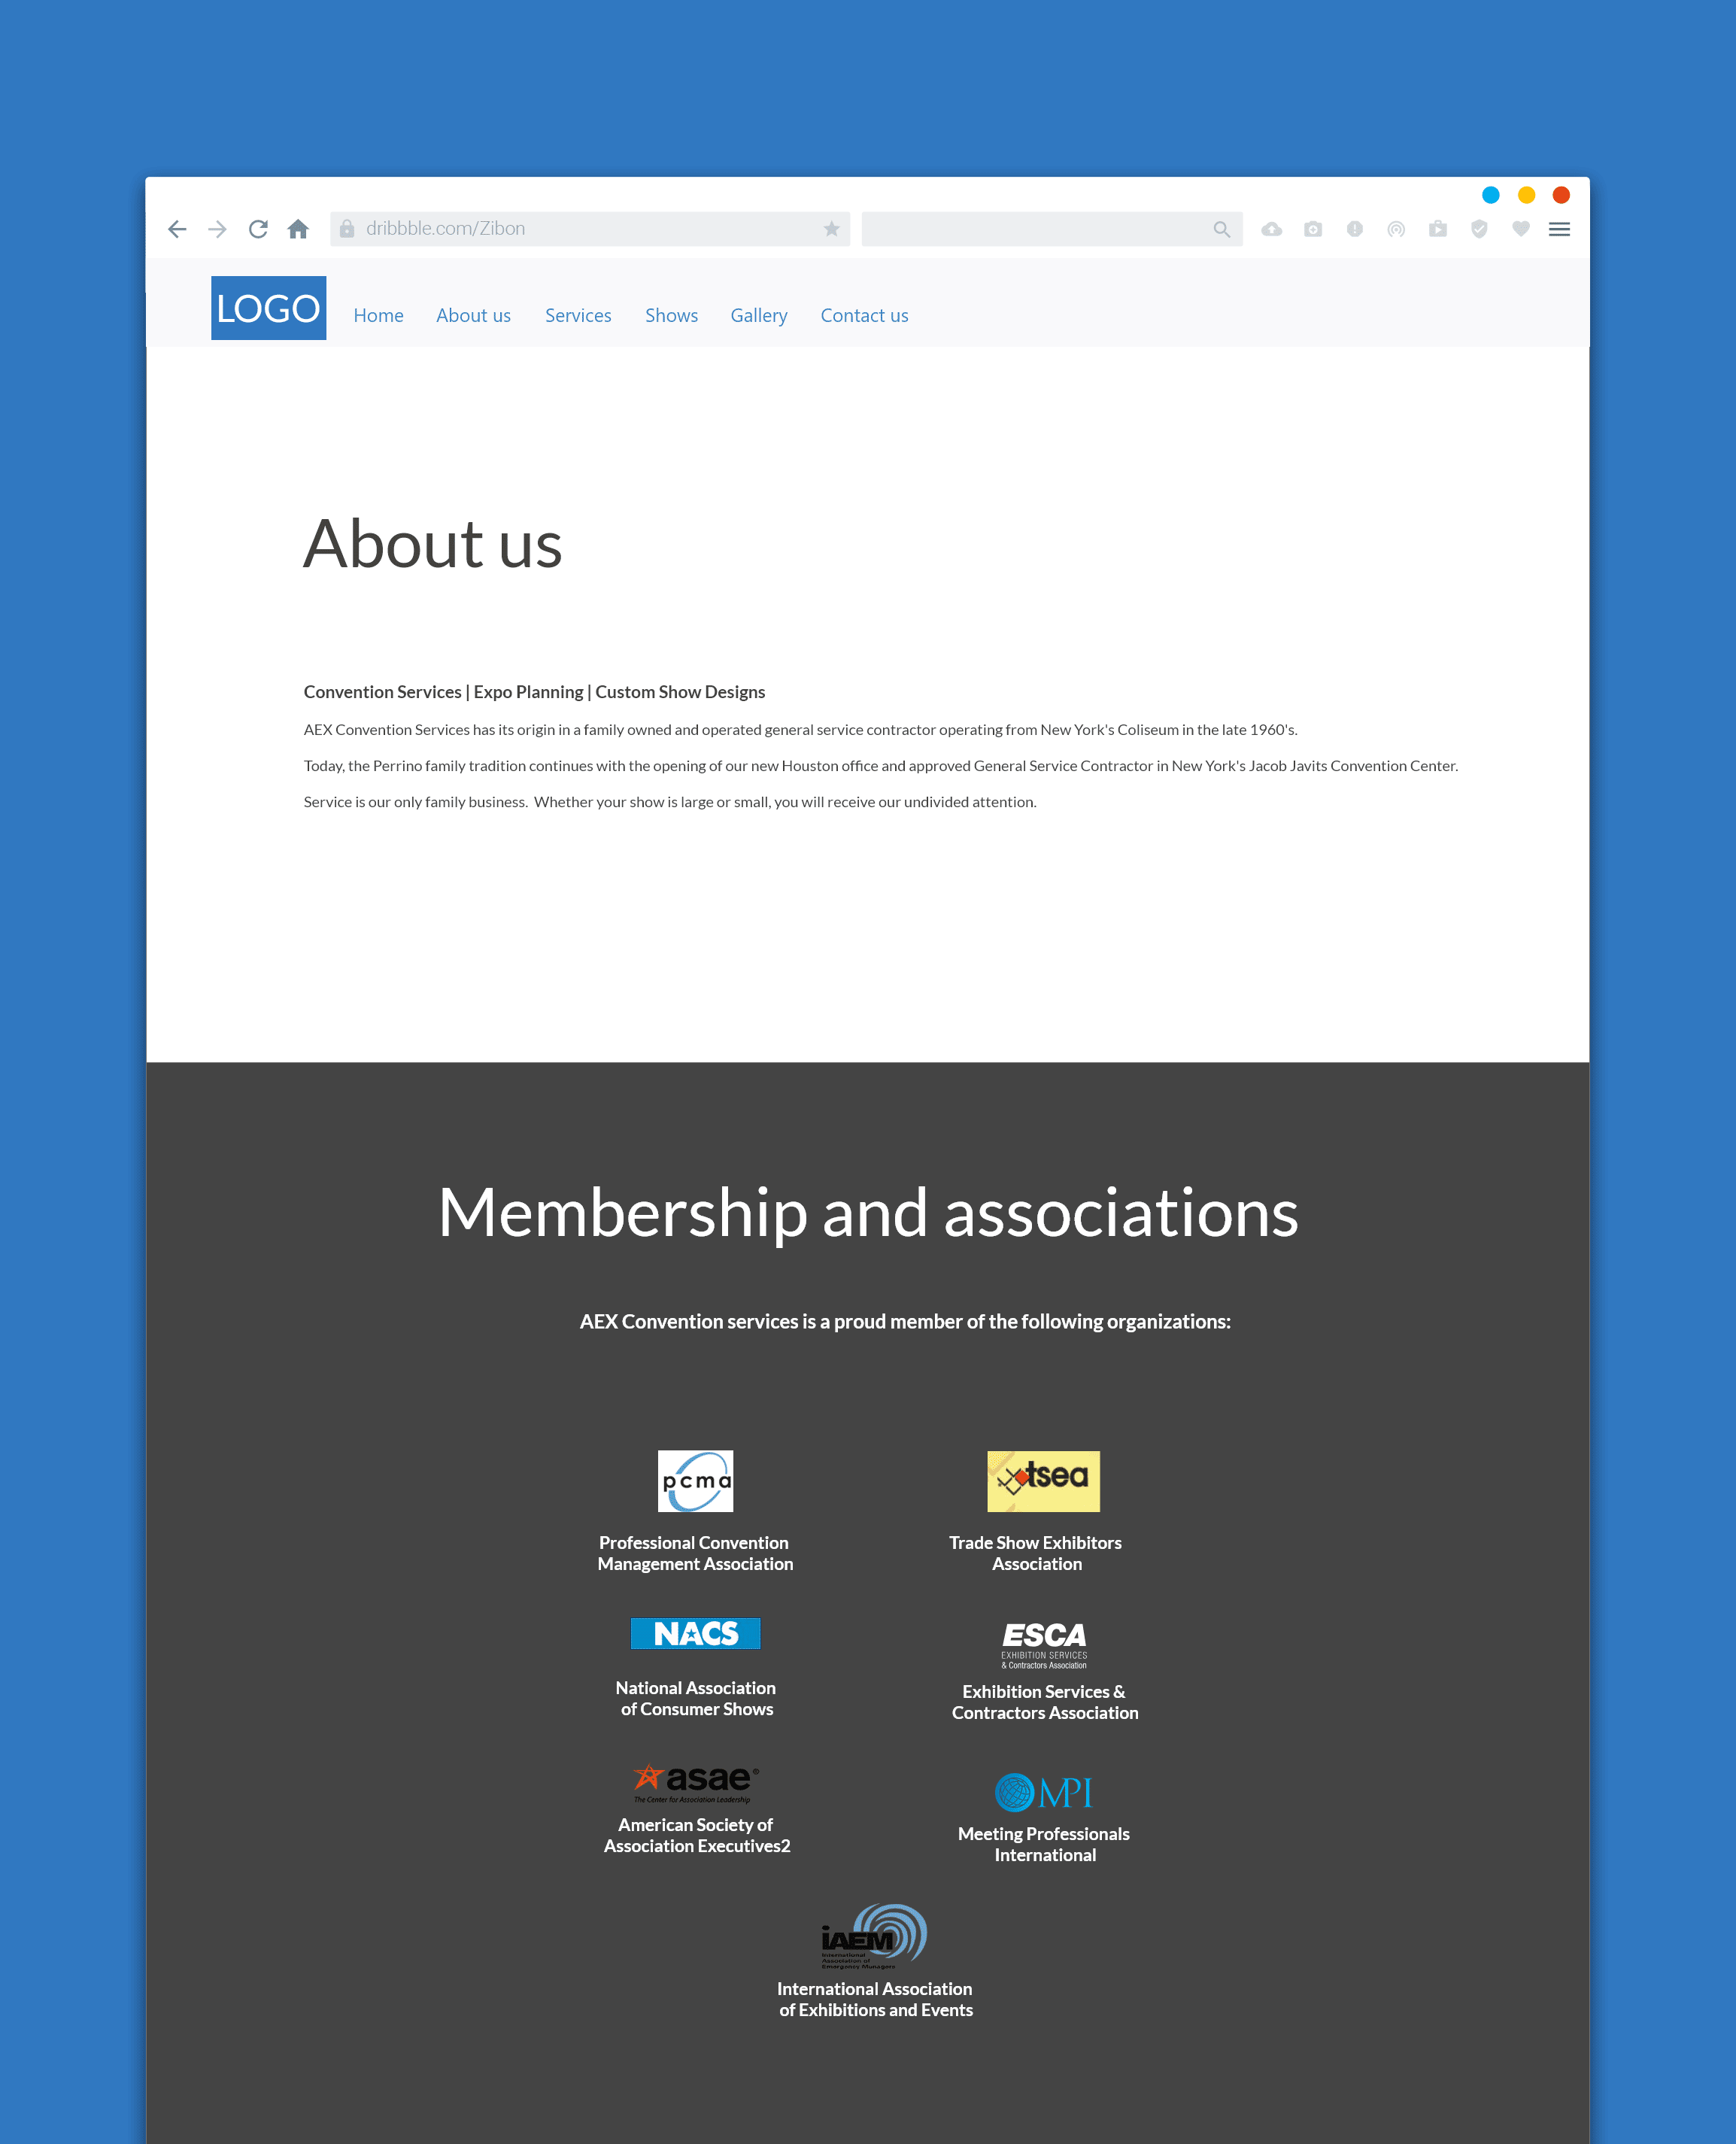 dribbble.com/Zibon
LOGO Home About us Services Shows Gallery Contact us
About us
Convention Services | Expo Planning | Custom Show Designs
AEX Convention Services has its origin in a family owned and operated general service contractor operating from New York's Coliseum in the late 1960's.
Today, the Perrino family tradition continues with the opening of our new Houston office and approved General Service Contractor in New York's Jacob Javits Convention Center.
Service is our only family business.  Whether your show is large or small, you will receive our undivided attention.
Membership and associations
AEX Convention services is a proud member of the following organizations:
pcma
Professional Convention
Management Association
tsea
Trade Show Exhibitors
Association
NACS
National Association
of Consumer Shows
ESCA
EXHIBITION SERVICES
& Contractors Association
Exhibition Services &
Contractors Association
asae®
The Center for Association Leadership
American Society of
Association Executives2
MPI
Meeting Professionals
International
iAEM
International
Association of
Emergency Managers
International Association
of Exhibitions and Events